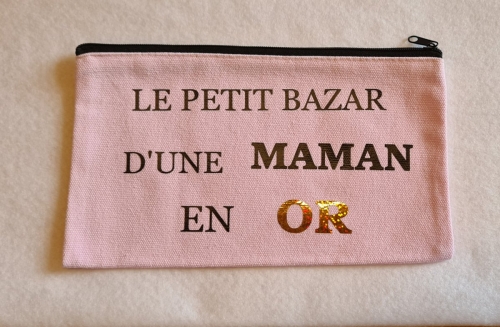 LE PETIT BAZAR
D'UNE MAMAN
EN OR